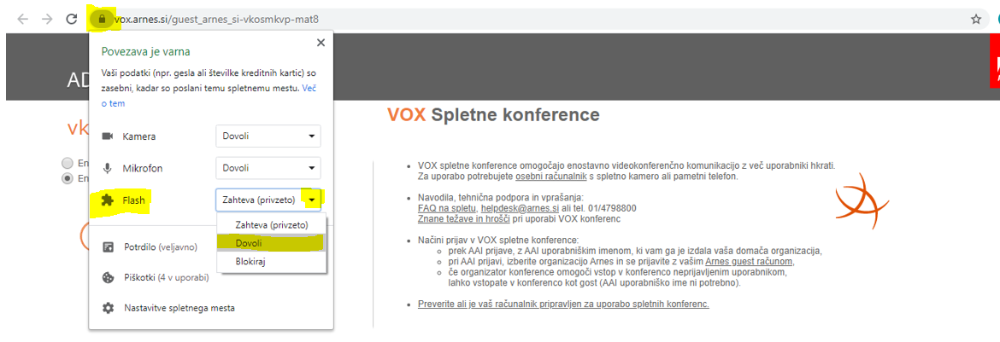 vox.arnes.si/guest_arnes_si-vkosmkvp-mat8
AD
Povezava je varna
Vaši podatki (npr. gesla ali številke kreditnih kartic) so
zasebni, kadar so poslani temu spletnemu mestu. Več
o tem
Kamera Dovoli
Mikrofon Dovoli
Flash Zahteva (privzeto)
Zahteva (privzeto)
Dovoli
Blokiraj
Potrdilo (veljavno)
Piškotki (4 v uporabi)
Nastavitve spletnega mesta
vk
En
En
VOX Spletne konference
VOX spletne konference omogočajo enostavno videokonferenčno komunikacijo z več uporabniki hkrati.
Za uporabo potrebujete osebni računalnik s spletno kamero ali pametni telefon.
Navodila, tehnična podpora in vprašanja:
FAQ na spletu, helpdesk@arnes.si ali tel. 01/4798800
Znane težave in hrošči pri uporabi VOX konferenc
Načini prijav v VOX spletne konference:
prek AAI prijave, z AAI uporabniškim imenom, ki vam ga je izdala vaša domača organizacija,
pri AAI prijavi, izberite organizacijo Arnes in se prijavite z vašim Arnes guest računom,
če organizator konference omogoči vstop v konferenco neprijavljenim uporabnikom,
lahko vstopate v konferenco kot gost (AAI uporabniško ime ni potrebno).
Preverite ali je vaš računalnik pripravljen za uporabo spletnih konferenc.